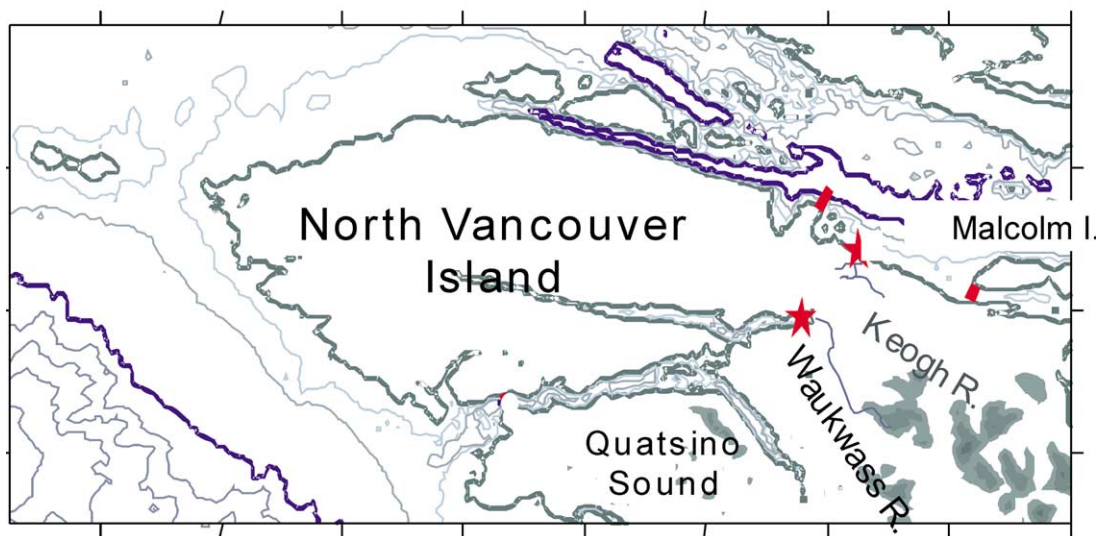 North Vancouver
Island
Malcolm I.
Keogh R.
Waukwass R.
Quatsino
Sound